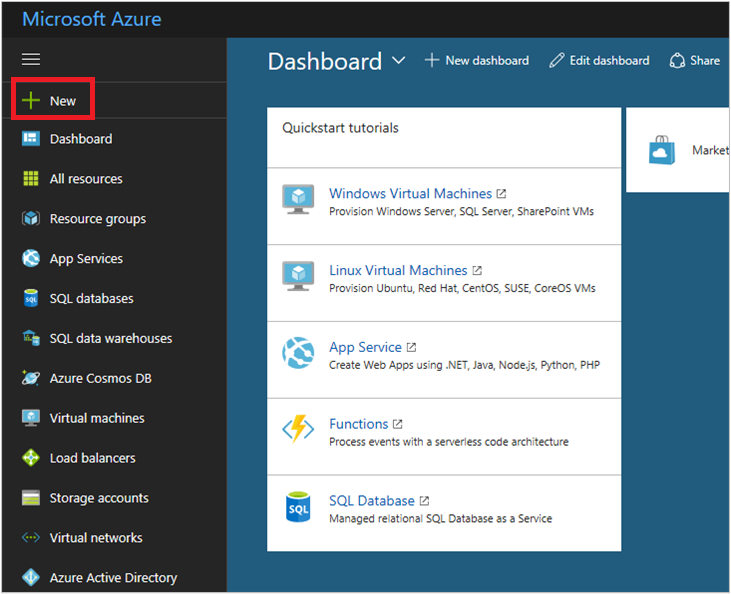 Microsoft Azure
Dashboard
New dashboard
Edit dashboard
Share
New
Dashboard
All resources
Resource groups
App Services
SQL databases
SQL data warehouses
Azure Cosmos DB
Virtual machines
Load balancers
Storage accounts
Virtual networks
Azure Active Directory
Quickstart tutorials
Windows Virtual Machines
Provision Windows Server, SQL Server, SharePoint VMs
Linux Virtual Machines
Provision Ubuntu, Red Hat, CentOS, SUSE, CoreOS VMs
App Service
Create Web Apps using .NET, Java, Node.js, Python, PHP
Functions
Process events with a serverless code architecture
SQL
SQL Database
Managed relational SQL Database as a Service
Market